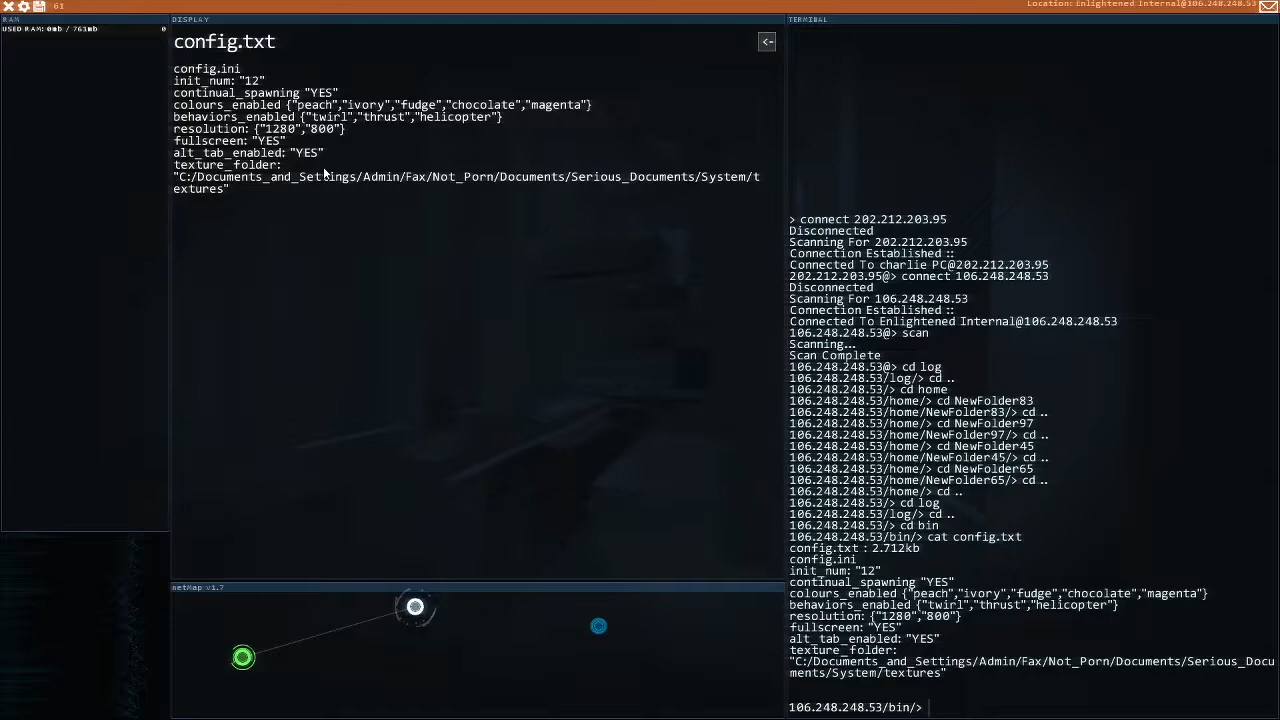 61
Location: Enlightened Internal@106.248.248.53
RAM
USED RAM: 0mb / 761mb 0
DISPLAY
config.txt
<-
config.ini
init_num: "12"
continual_spawning "YES"
colours_enabled {"peach","ivory","fudge","chocolate","magenta"}
behaviors_enabled {"twirl","thrust","helicopter"}
resolution: {"1280","800"}
fullscreen: "YES"
alt_tab_enabled: "YES"
texture_folder:
"C:/Documents_and_Settings/Admin/Fax/Not_Porn/Documents/Serious_Documents/System/t
extures"
netMap v1.7
TERMINAL
> connect 202.212.203.95
Disconnected
Scanning For 202.212.203.95
Connection Established ::
Connected To charlie PC@202.212.203.95
202.212.203.95@> connect 106.248.248.53
Disconnected
Scanning For 106.248.248.53
Connection Established ::
Connected To Enlightened Internal@106.248.248.53
106.248.248.53@> scan
Scanning...
Scan Complete
106.248.248.53@> cd log
106.248.248.53/log/> cd ..
106.248.248.53/> cd home
106.248.248.53/home/> cd NewFolder83
106.248.248.53/home/NewFolder83/> cd ..
106.248.248.53/home/> cd NewFolder97
106.248.248.53/home/NewFolder97/> cd ..
106.248.248.53/home/> cd NewFolder45
106.248.248.53/home/NewFolder45/> cd ..
106.248.248.53/home/> cd NewFolder65
106.248.248.53/home/NewFolder65/> cd ..
106.248.248.53/home/> cd ..
106.248.248.53/> cd log
106.248.248.53/log/> cd ..
106.248.248.53/> cd bin
106.248.248.53/bin/> cat config.txt
config.txt : 2.712kb
config.ini
init_num: "12"
continual_spawning "YES"
colours_enabled {"peach","ivory","fudge","chocolate","magenta"}
behaviors_enabled {"twirl","thrust","helicopter"}
resolution: {"1280","800"}
fullscreen: "YES"
alt_tab_enabled: "YES"
texture_folder:
"C:/Documents_and_Settings/Admin/Fax/Not_Porn/Documents/Serious_Docu
ments/System/textures"
106.248.248.53/bin/>